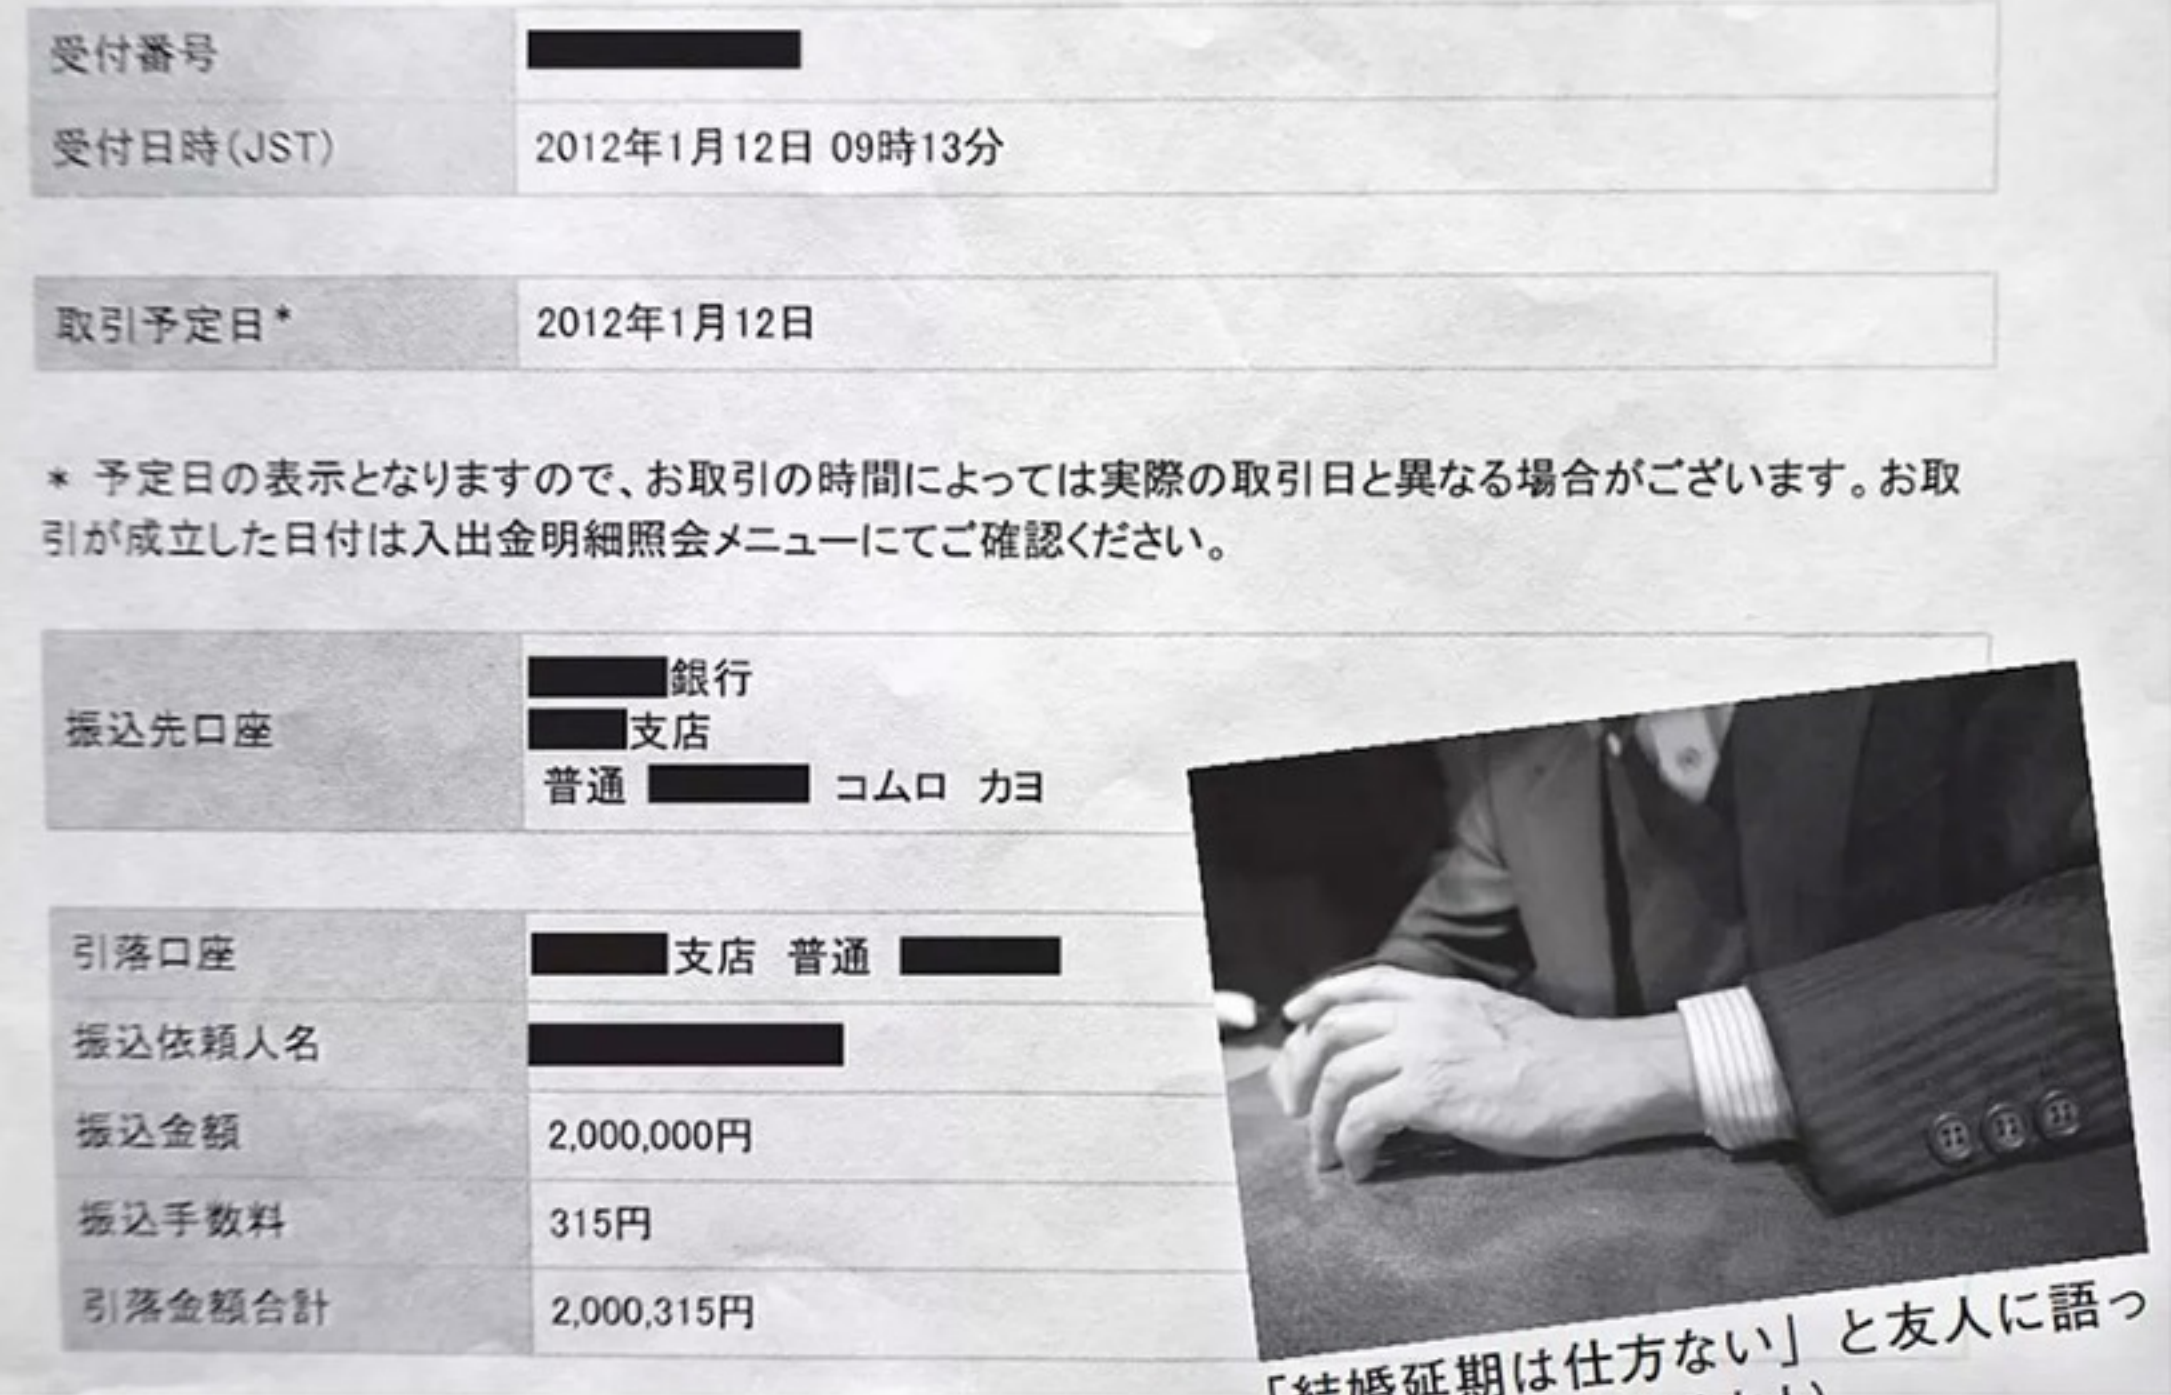 受付番号
受付日時(JST) 2012年1月12日 09時13分
取引予定日* 2012年1月12日
* 予定日の表示となりますので、お取引の時間によっては実際の取引日と異なる場合がございます。お取
引が成立した日付は入出金明細照会メニューにてご確認ください。
振込先口座
銀行
支店
普通 コムロ カヨ
引落口座 支店 普通
振込依頼人名
振込金額 2,000,000円
振込手数料 315円
引落金額合計 2,000,315円
「結婚延期は仕方ない」と友人に語っ